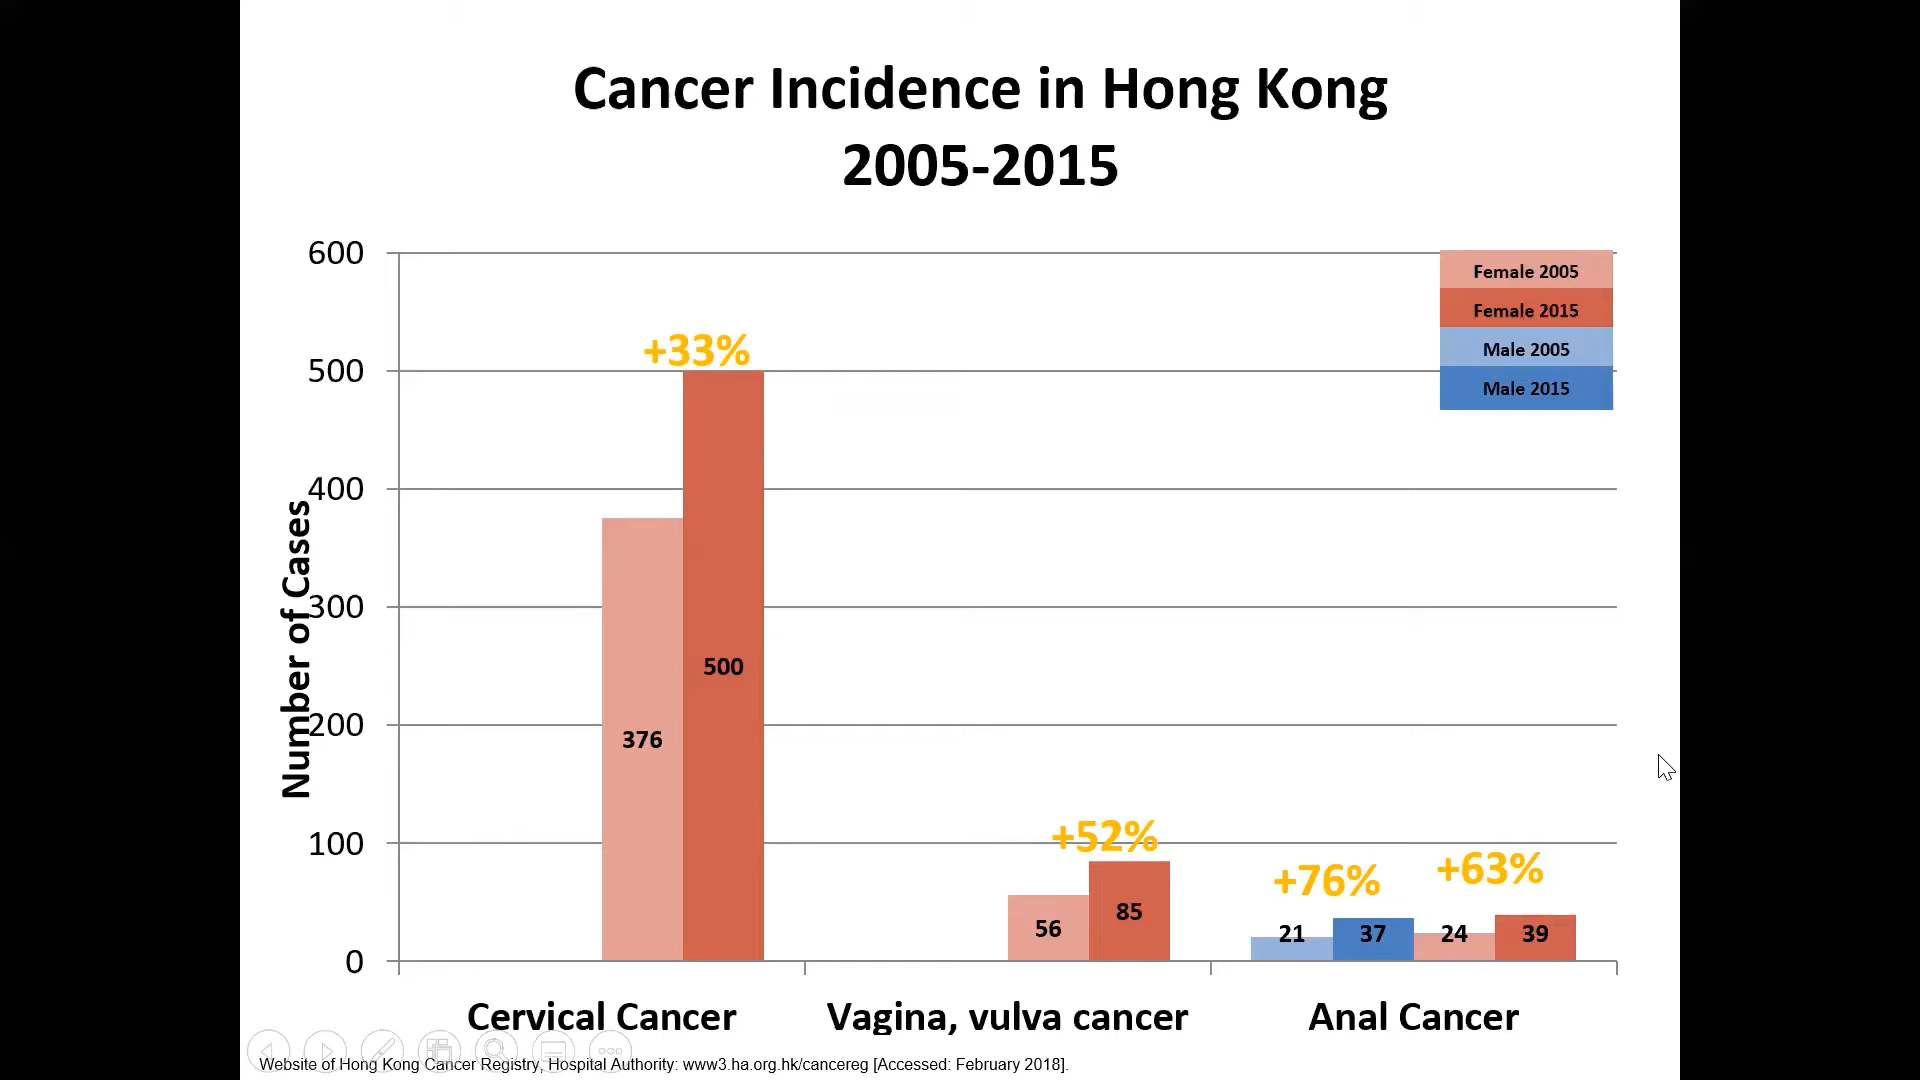 Cancer Incidence in Hong Kong
2005-2015
Number of Cases
600
500
400
300
200
100
0
Female 2005
Female 2015
Male 2005
Male 2015
+33%
376
500
+52%
56
85
+76%
+63%
21
37
24
39
Cervical Cancer
Vagina, vulva cancer
Anal Cancer
Website of Hong Kong Cancer Registry, Hospital Authority: www3.ha.org.hk/cancereg [Accessed: February 2018].